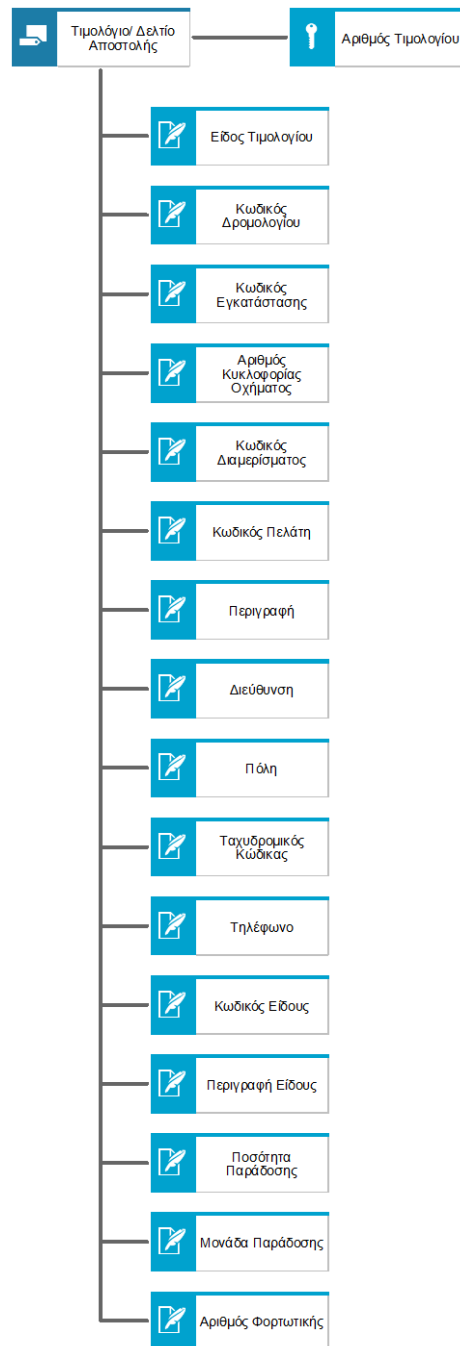 Τιμολόγιο/ Δελτίο
Αποστολής
Αριθμός Τιμολογίου
Είδος Τιμολογίου
Κωδικός
Δρομολογίου
Κωδικός
Εγκατάστασης
Αριθμός
Κυκλοφορίας
Οχήματος
Κωδικός
Διαμερίσματος
Κωδικός Πελάτη
Περιγραφή
Διεύθυνση
Πόλη
Ταχυδρομικός
Κώδικας
Τηλέφωνο
Κωδικός Είδους
Περιγραφή Είδους
Ποσότητα
Παράδοσης
Μονάδα Παράδοσης
Αριθμός Φορτωτικής